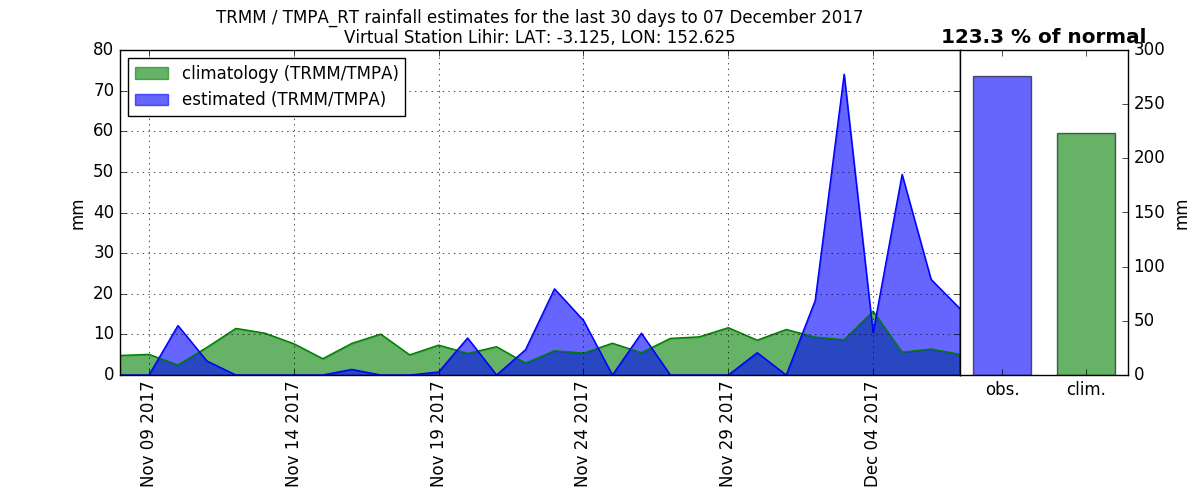 TRMM / TMPA_RT rainfall estimates for the last 30 days to 07 December 2017
Virtual Station Lihir: LAT: -3.125, LON: 152.625
123.3 % of normal
climatology (TRMM/TMPA)
estimated (TRMM/TMPA)
80
70
60
50
40
30
20
10
0
mm
Nov 09 2017
Nov 14 2017
Nov 19 2017
Nov 24 2017
Nov 29 2017
Dec 04 2017
obs.
clim.
300
250
200
150
100
50
0
mm